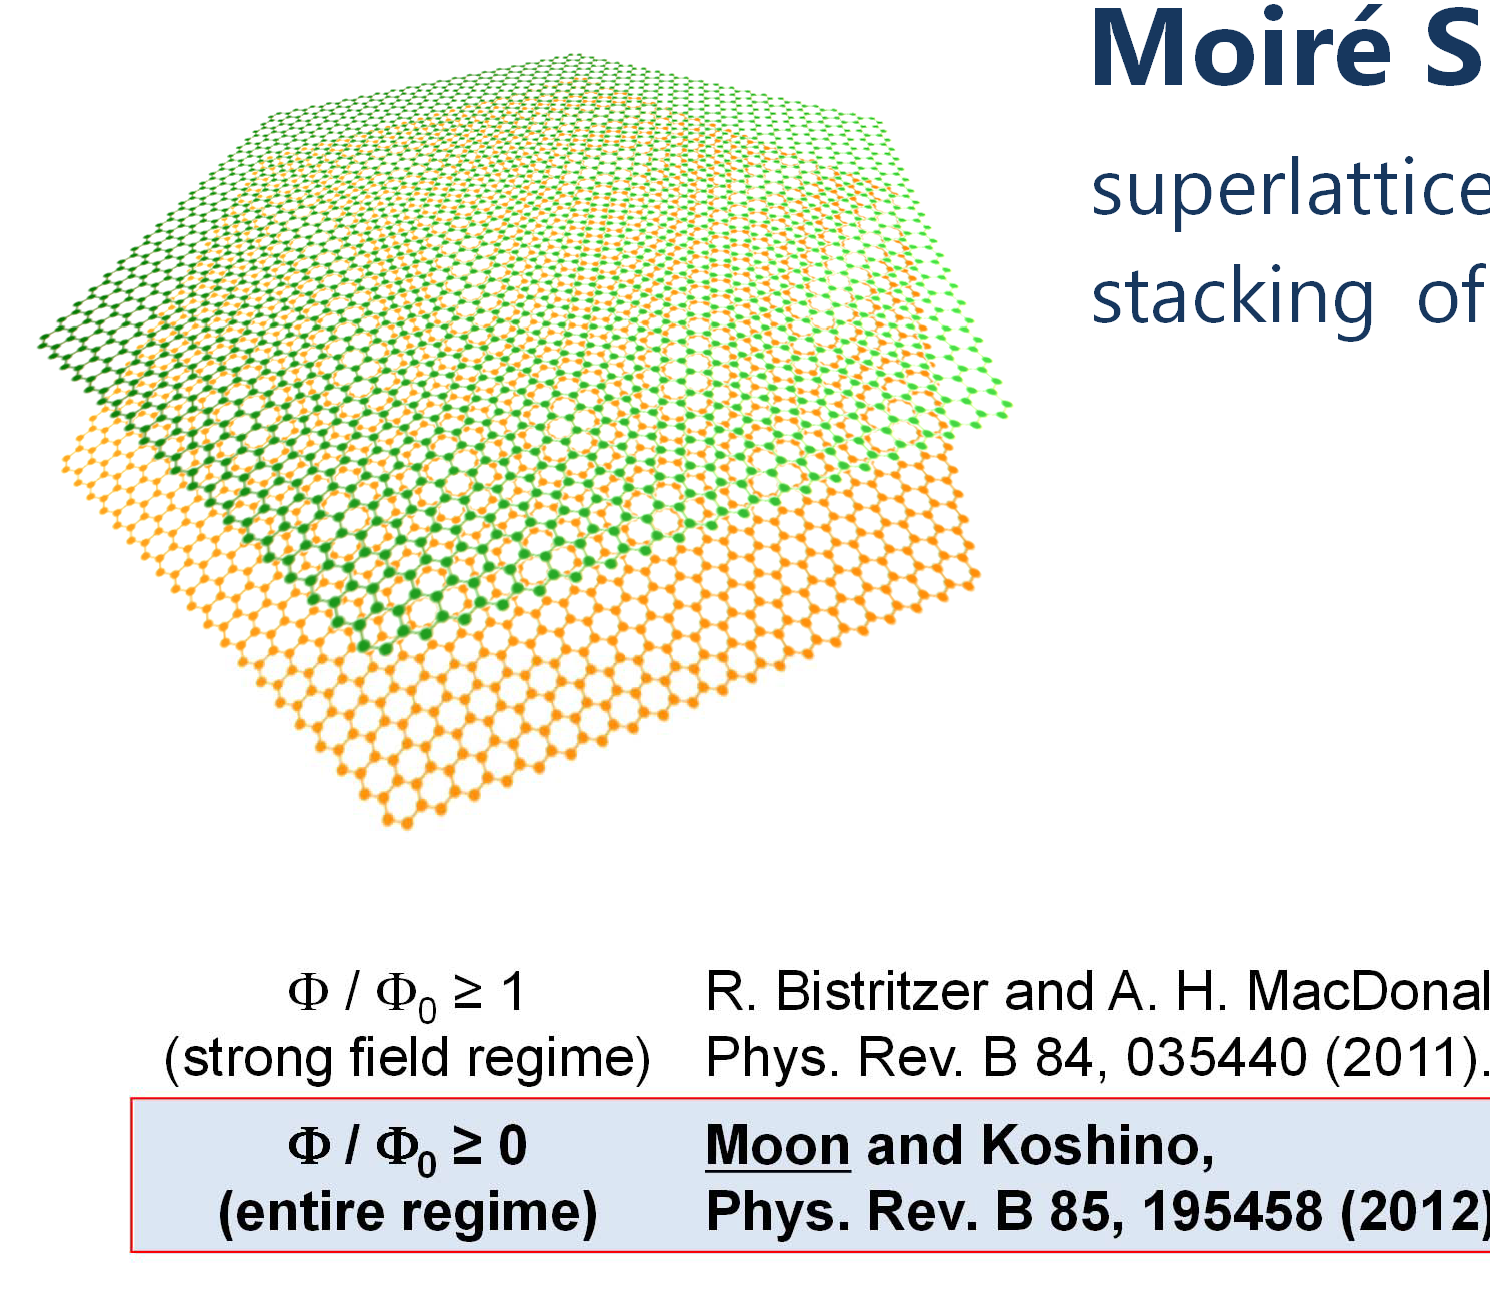 Moiré S
superlattice
stacking of
Φ / Φ₀ ≥ 1
R. Bistritzer and A. H. MacDonal
(strong field regime)
Phys. Rev. B 84, 035440 (2011).
Φ / Φ₀ ≥ 0
Moon and Koshino,
(entire regime)
Phys. Rev. B 85, 195458 (2012)